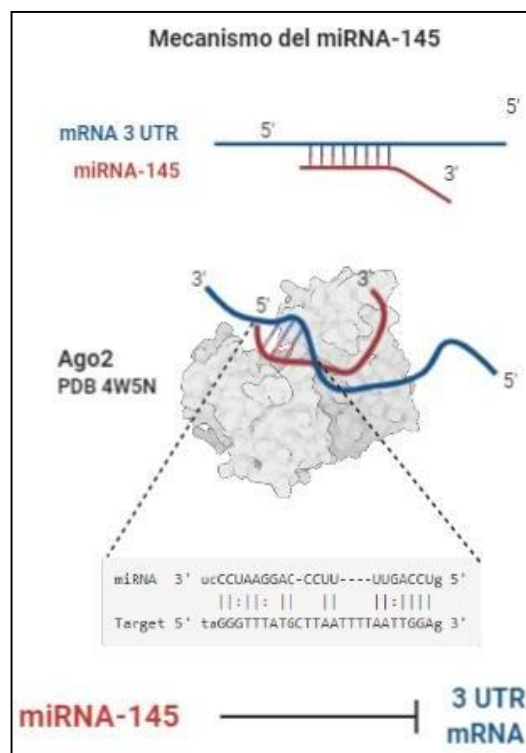 Mecanismo del miRNA-145
5'
5'
mRNA 3 UTR
miRNA-145
3'
3'
3'
5'
Ago2
PDB 4W5N
5'
miRNA 3' ucCCUAAGGAC-CCUU----UUGACCUg 5'
||:||: || || ||:||||
Target 5' taGGGTTTATGCTTAATTTTAATTGGAg 3'
miRNA-145
3 UTR
mRNA